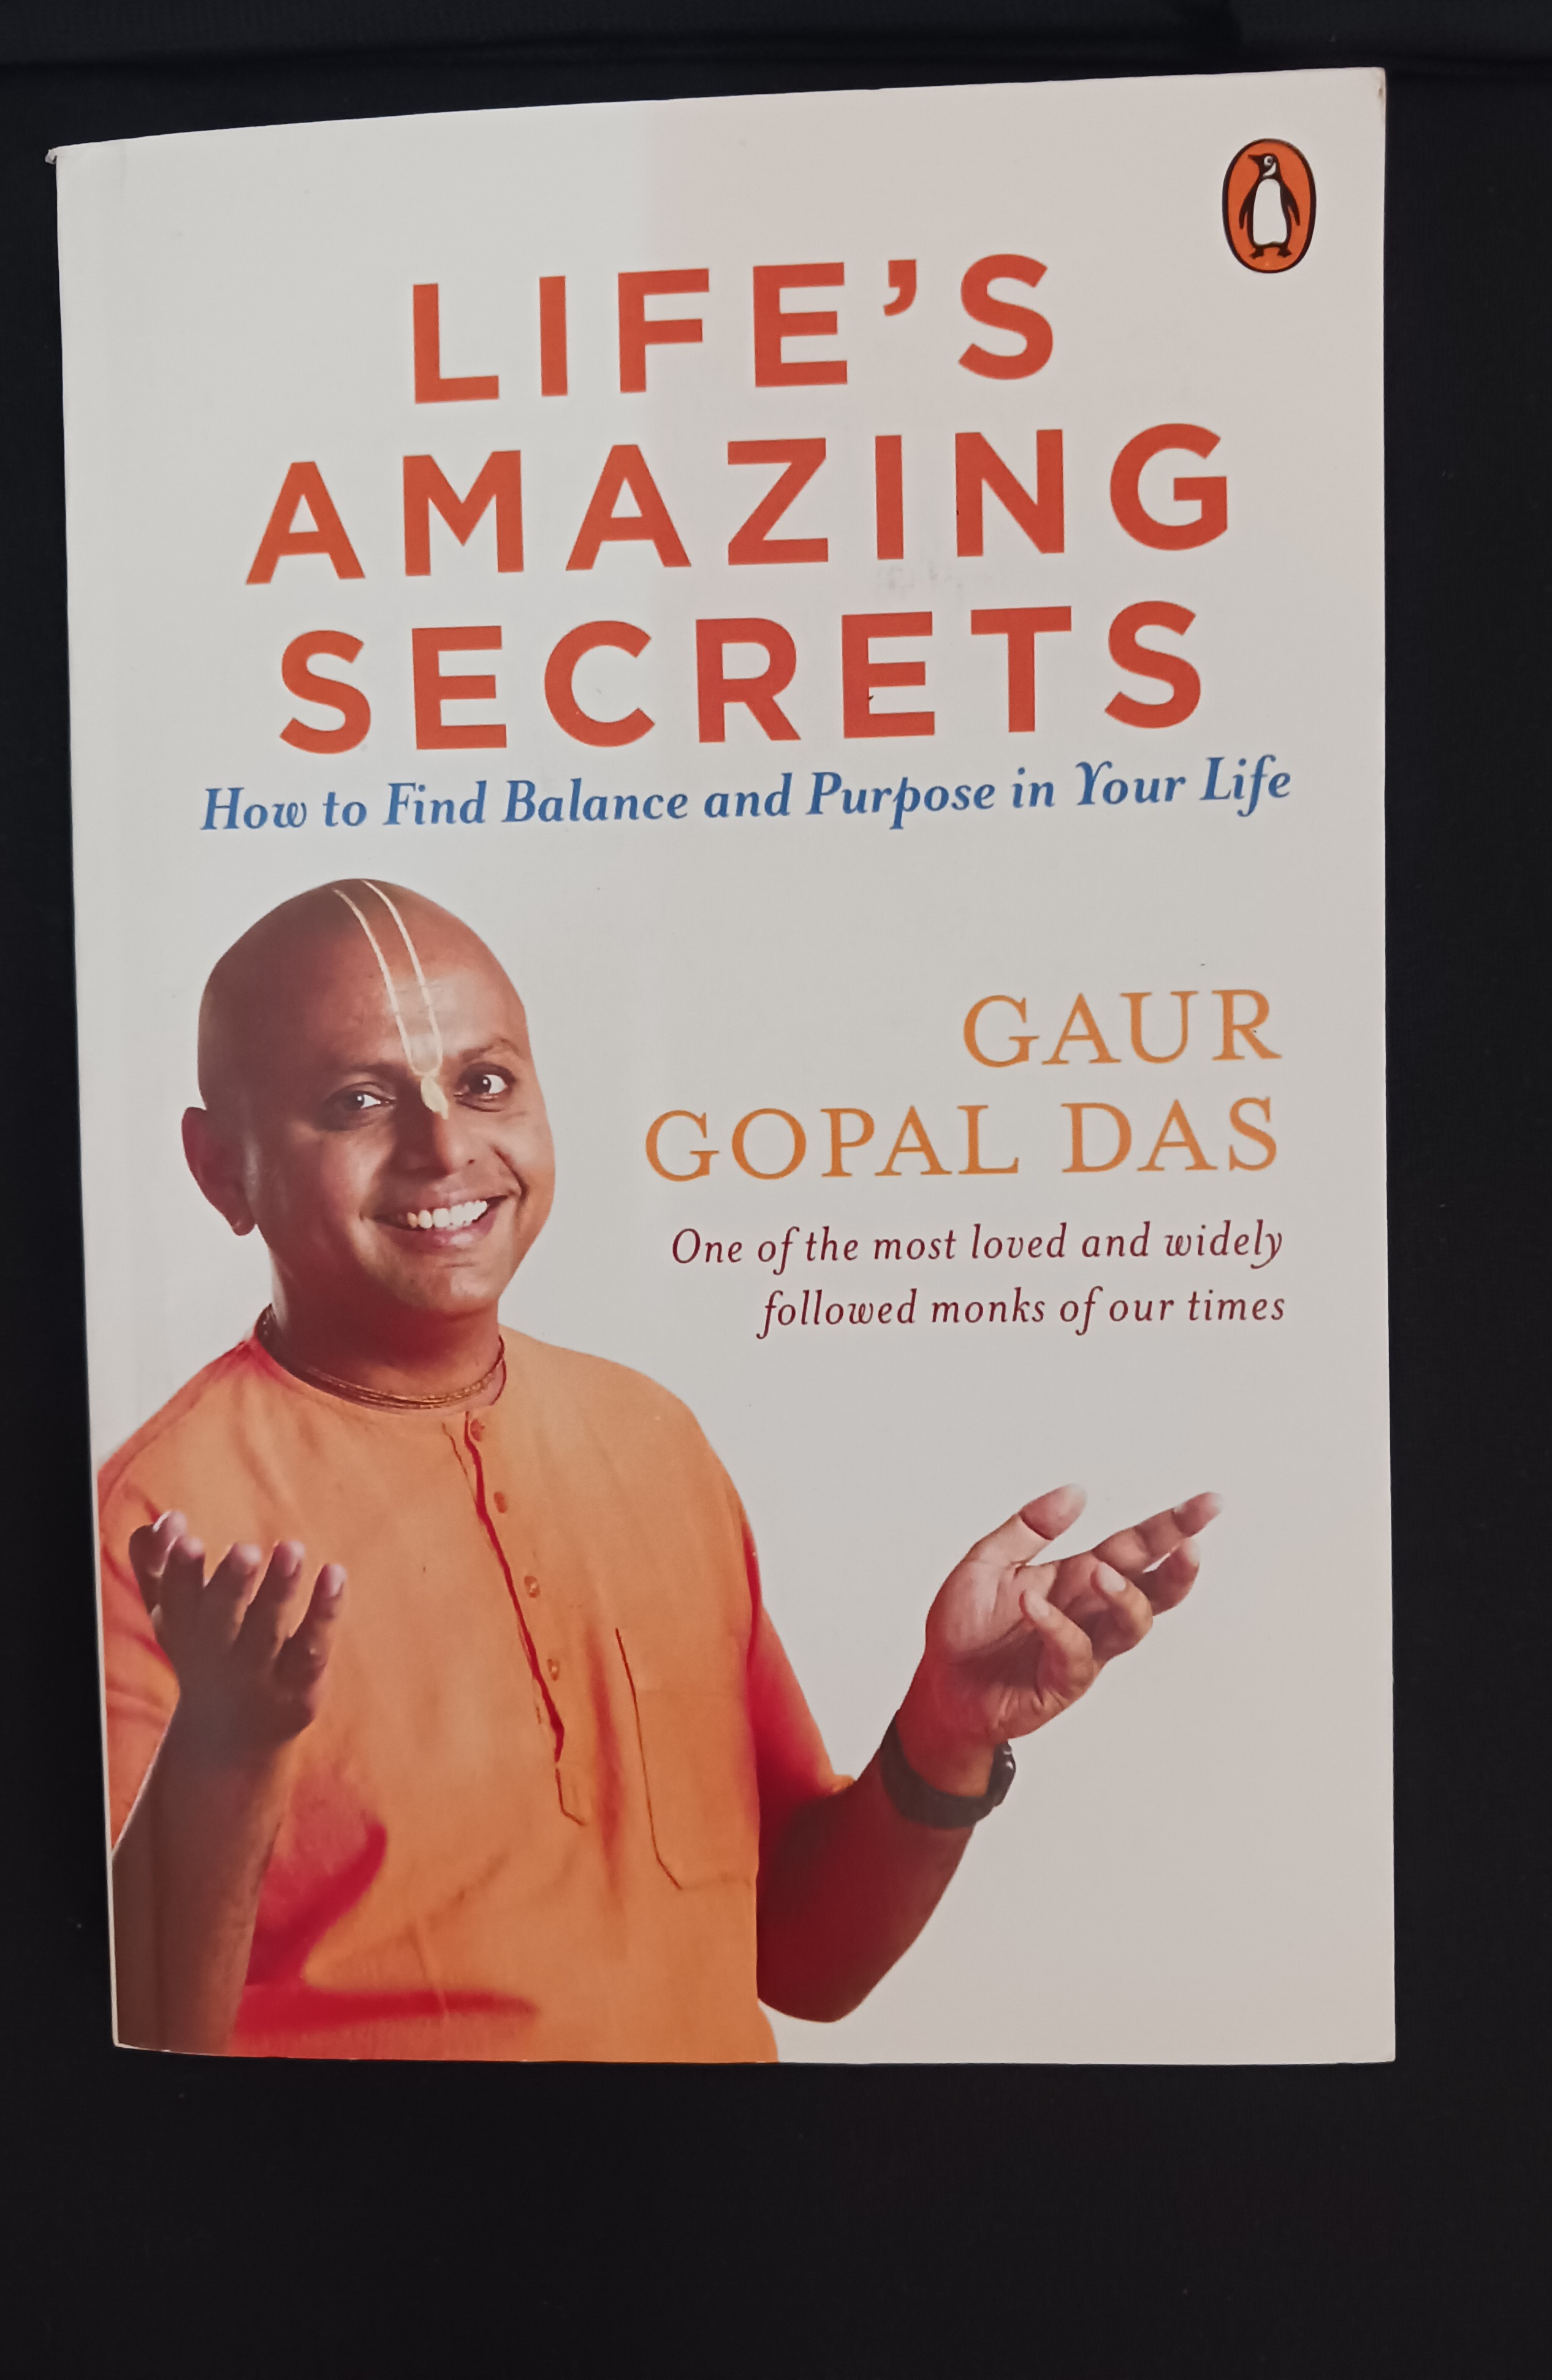 LIFE’S
AMAZING
SECRETS
How to Find Balance and Purpose in Your Life
GAUR
GOPAL DAS
One of the most loved and widely
followed monks of our times